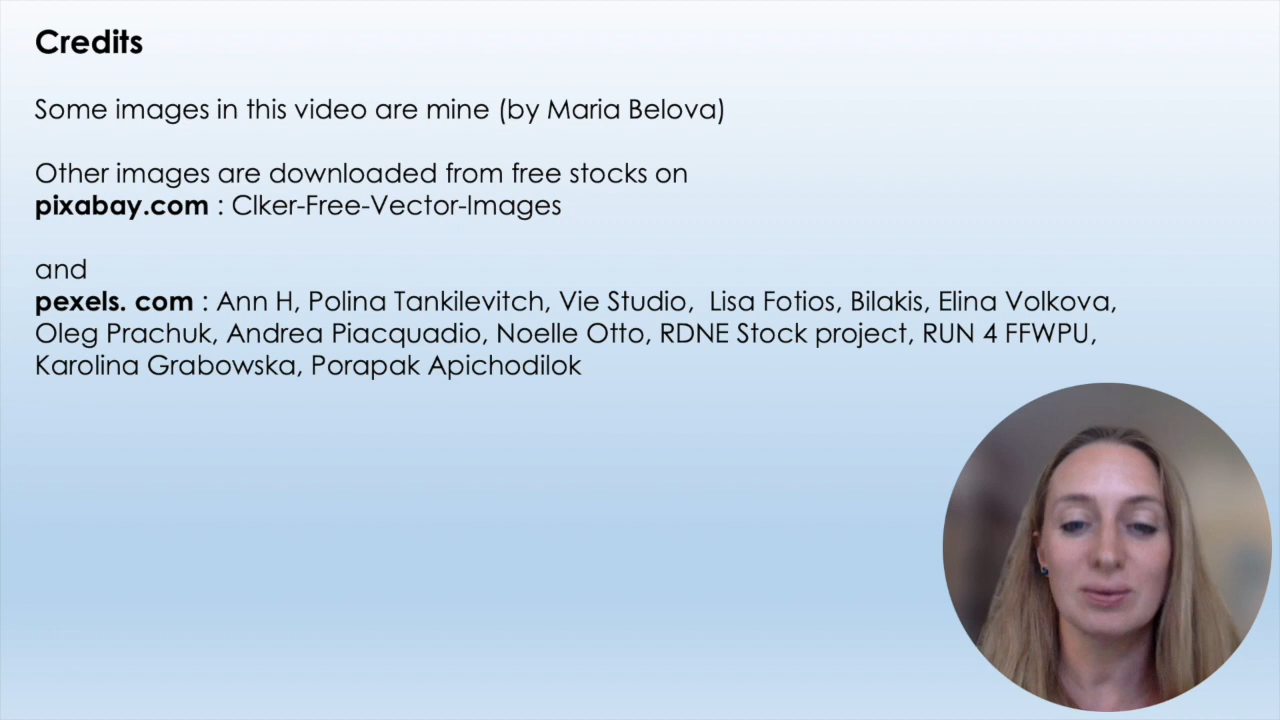 Credits
Some images in this video are mine (by Maria Belova)
Other images are downloaded from free stocks on
pixabay.com : Clker-Free-Vector-Images
and
pexels. com : Ann H, Polina Tankilevitch, Vie Studio,  Lisa Fotios, Bilakis, Elina Volkova,
Oleg Prachuk, Andrea Piacquadio, Noelle Otto, RDNE Stock project, RUN 4 FFWPU,
Karolina Grabowska, Porapak Apichodilok